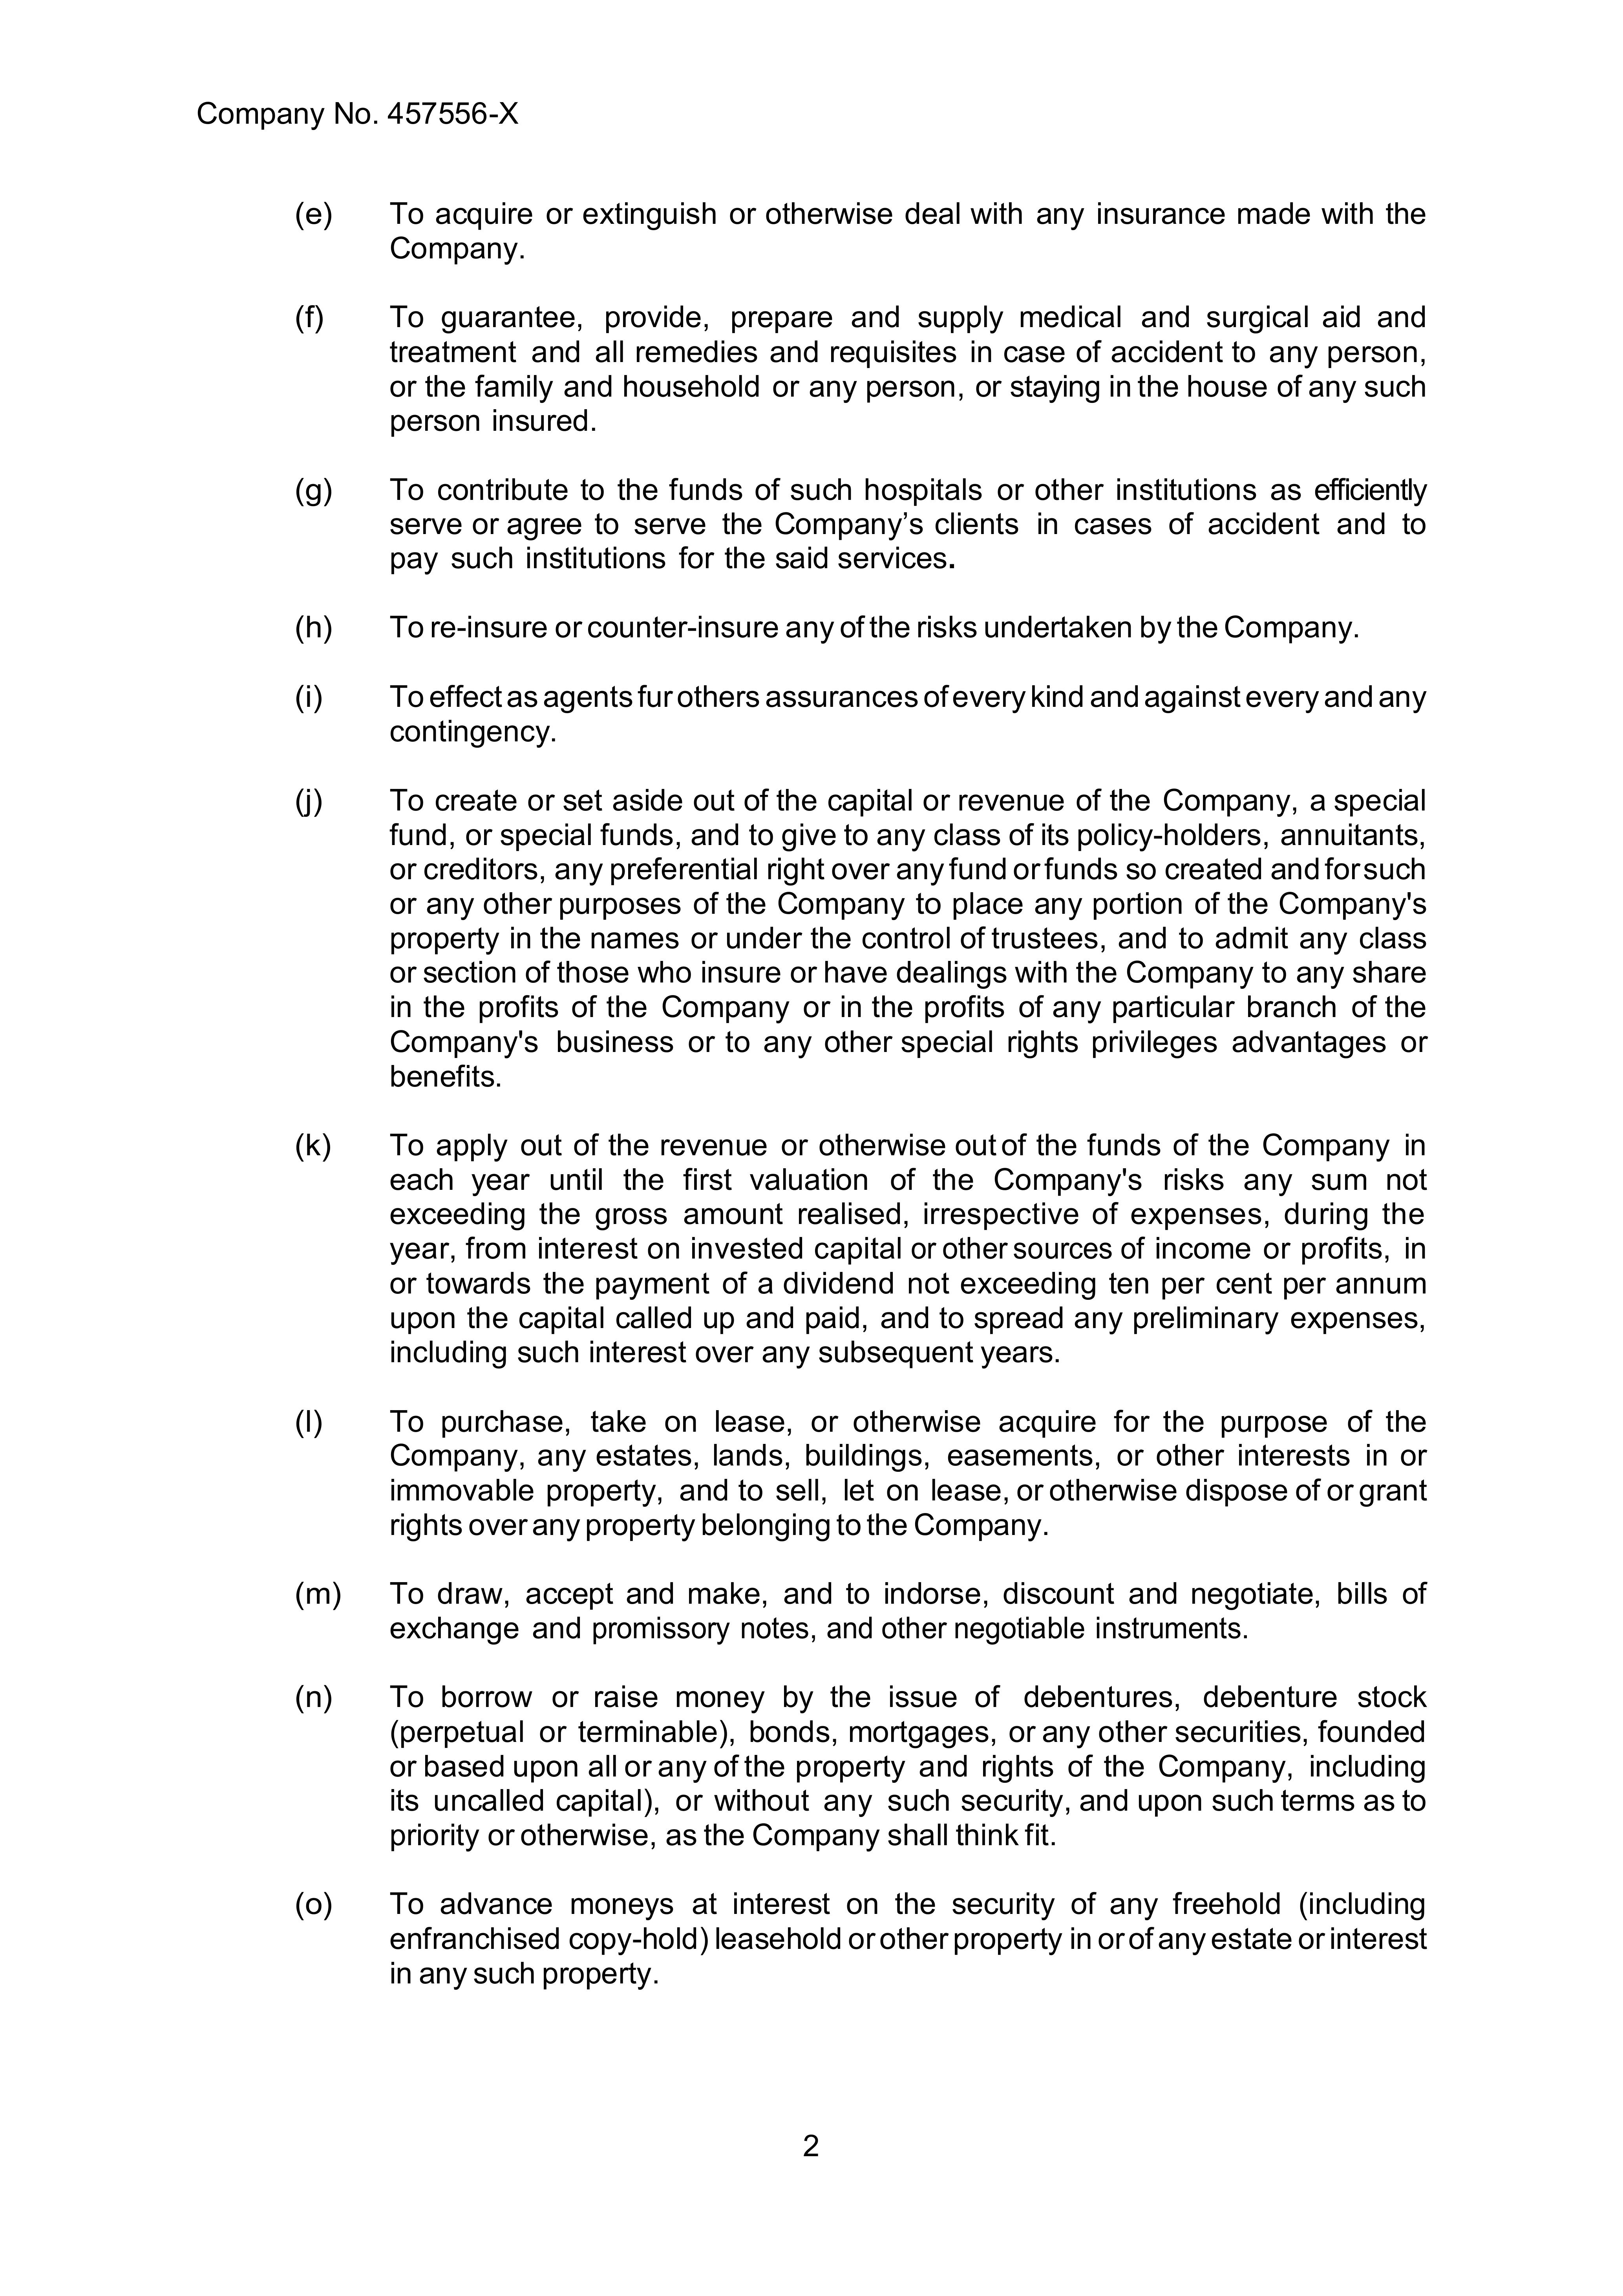 Company No. 457556-X
(e) To acquire or extinguish or otherwise deal with any insurance made with the
Company.
(f) To guarantee, provide, prepare and supply medical and surgical aid and
treatment and all remedies and requisites in case of accident to any person,
or the family and household or any person, or staying in the house of any such
person insured.
(g) To contribute to the funds of such hospitals or other institutions as efficiently
serve or agree to serve the Company’s clients in cases of accident and to
pay such institutions for the said services.
(h) To re-insure or counter-insure any of the risks undertaken by the Company.
(i) To effect as agents fur others assurances of every kind and against every and any
contingency.
(j) To create or set aside out of the capital or revenue of the Company, a special
fund, or special funds, and to give to any class of its policy-holders, annuitants,
or creditors, any preferential right over any fund or funds so created and for such
or any other purposes of the Company to place any portion of the Company's
property in the names or under the control of trustees, and to admit any class
or section of those who insure or have dealings with the Company to any share
in the profits of the Company or in the profits of any particular branch of the
Company's business or to any other special rights privileges advantages or
benefits.
(k) To apply out of the revenue or otherwise out of the funds of the Company in
each year until the first valuation of the Company's risks any sum not
exceeding the gross amount realised, irrespective of expenses, during the
year, from interest on invested capital or other sources of income or profits, in
or towards the payment of a dividend not exceeding ten per cent per annum
upon the capital called up and paid, and to spread any preliminary expenses,
including such interest over any subsequent years.
(l) To purchase, take on lease, or otherwise acquire for the purpose of the
Company, any estates, lands, buildings, easements, or other interests in or
immovable property, and to sell, let on lease, or otherwise dispose of or grant
rights over any property belonging to the Company.
(m) To draw, accept and make, and to indorse, discount and negotiate, bills of
exchange and promissory notes, and other negotiable instruments.
(n) To borrow or raise money by the issue of debentures, debenture stock
(perpetual or terminable), bonds, mortgages, or any other securities, founded
or based upon all or any of the property and rights of the Company, including
its uncalled capital), or without any such security, and upon such terms as to
priority or otherwise, as the Company shall think fit.
(o) To advance moneys at interest on the security of any freehold (including
enfranchised copy-hold) leasehold or other property in or of any estate or interest
in any such property.
2